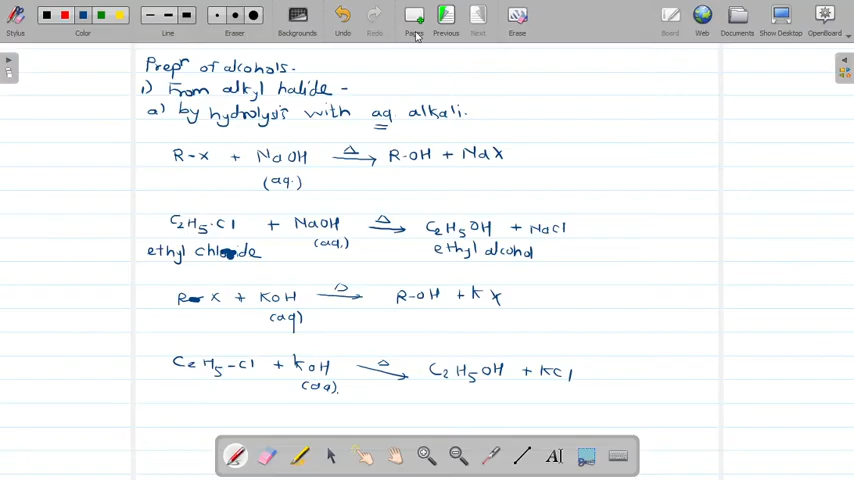 Stylus Color Line Eraser Backgrounds Undo Redo Pages Previous Next Erase Board Web Documents Show Desktop OpenBoard
Prepn of alcohols.
1) From alkyl halide -
a) by hydrolysis with aq alkali.
R-X + NaOH Δ→ R-OH + NaX
(aq.)
C2H5.Cl + NaOH Δ→ C2H5OH + NaCl
(aq.)
ethyl chloride ethyl alcohol
R-X + KOH Δ→ R-OH + KX
(aq)
C2H5-Cl + KOH Δ→ C2H5OH + KCl
(aq).